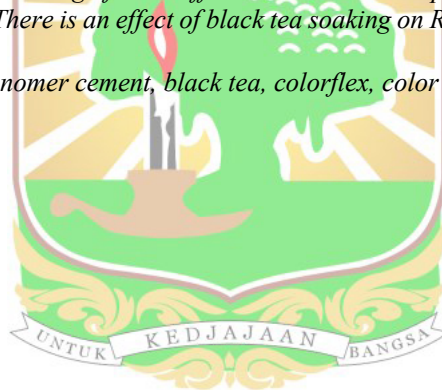 There is an effect of black tea soaking on R
nomer cement, black tea, colorflex, color
UNTUK KEDJAJAAN BANGSA